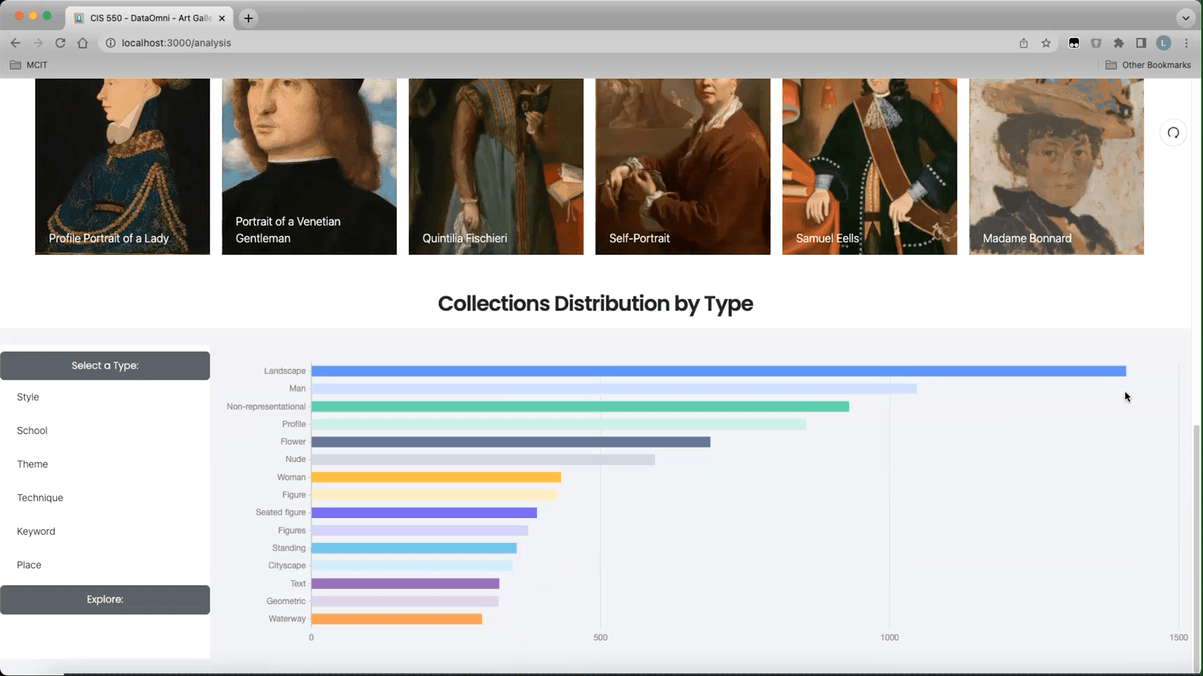 CIS 550 - DataOmni - Art Galle
localhost:3000/analysis
L
MCIT
Other Bookmarks
Profile Portrait of a Lady
Portrait of a Venetian
Gentleman
Quintilia Fischieri
Self-Portrait
Samuel Eells
Madame Bonnard
Collections Distribution by Type
Select a Type:
Style
School
Theme
Technique
Keyword
Place
Explore:
Landscape
Man
Non-representational
Profile
Flower
Nude
Woman
Figure
Seated figure
Figures
Standing
Cityscape
Text
Geometric
Waterway
0 500 1000 1500